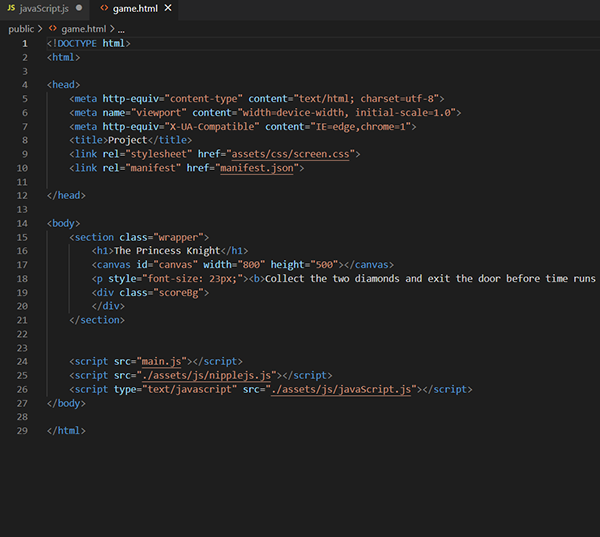 JS javaScript.js ● <> game.html ×
public > <> game.html > ...
1 <!DOCTYPE html>
2 <html>
3
4 <head>
5 <meta http-equiv="content-type" content="text/html; charset=utf-8">
6 <meta name="viewport" content="width=device-width, initial-scale=1.0">
7 <meta http-equiv="X-UA-Compatible" content="IE=edge,chrome=1">
8 <title>Project</title>
9 <link rel="stylesheet" href="assets/css/screen.css">
10 <link rel="manifest" href="manifest.json">
11
12 </head>
13
14 <body>
15 <section class="wrapper">
16 <h1>The Princess Knight</h1>
17 <canvas id="canvas" width="800" height="500"></canvas>
18 <p style="font-size: 23px;"><b>Collect the two diamonds and exit the door before time runs
19 <div class="scoreBg">
20 </div>
21 </section>
22
23
24 <script src="main.js"></script>
25 <script src="./assets/js/nipplejs.js"></script>
26 <script type="text/javascript" src="./assets/js/javaScript.js"></script>
27 </body>
28
29 </html>